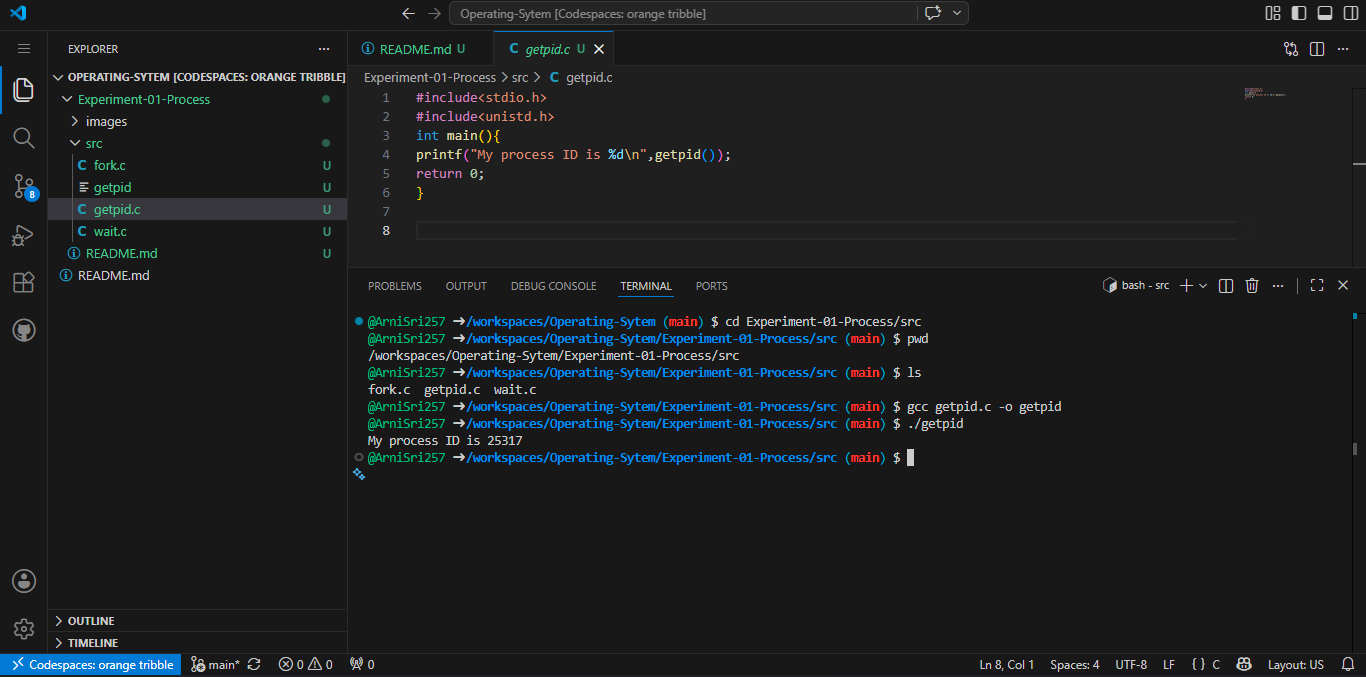 Operating-Sytem [Codespaces: orange tribble]
EXPLORER
OPERATING-SYTEM [CODESPACES: ORANGE TRIBBLE]
Experiment-01-Process
images
src
fork.c U
getpid U
getpid.c U
wait.c U
README.md U
README.md
OUTLINE
TIMELINE
README.md U
getpid.c U
Experiment-01-Process > src > C getpid.c
1 #include<stdio.h>
2 #include<unistd.h>
3 int main(){
4 printf("My process ID is %d\n",getpid());
5 return 0;
6 }
7
8
PROBLEMS OUTPUT DEBUG CONSOLE TERMINAL PORTS
bash - src
@ArniSri257 ➜/workspaces/Operating-Sytem (main) $ cd Experiment-01-Process/src
@ArniSri257 ➜/workspaces/Operating-Sytem/Experiment-01-Process/src (main) $ pwd
/workspaces/Operating-Sytem/Experiment-01-Process/src
@ArniSri257 ➜/workspaces/Operating-Sytem/Experiment-01-Process/src (main) $ ls
fork.c getpid.c wait.c
@ArniSri257 ➜/workspaces/Operating-Sytem/Experiment-01-Process/src (main) $ gcc getpid.c -o getpid
@ArniSri257 ➜/workspaces/Operating-Sytem/Experiment-01-Process/src (main) $ ./getpid
My process ID is 25317
@ArniSri257 ➜/workspaces/Operating-Sytem/Experiment-01-Process/src (main) $
8
Codespaces: orange tribble main* 0 0 0 Ln 8, Col 1 Spaces: 4 UTF-8 LF { } C Layout: US